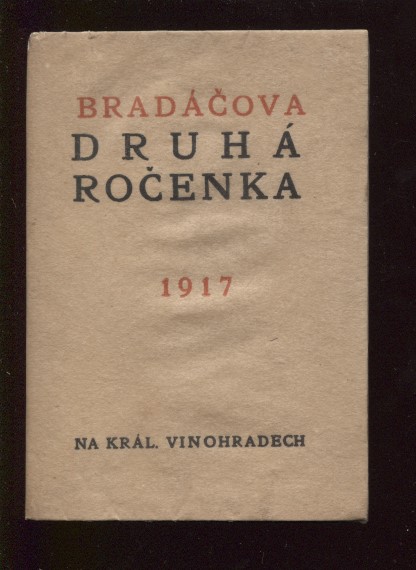 BRADÁČOVA
DRUHÁ
ROČENKA
1917
NA KRÁL. VINOHRADECH